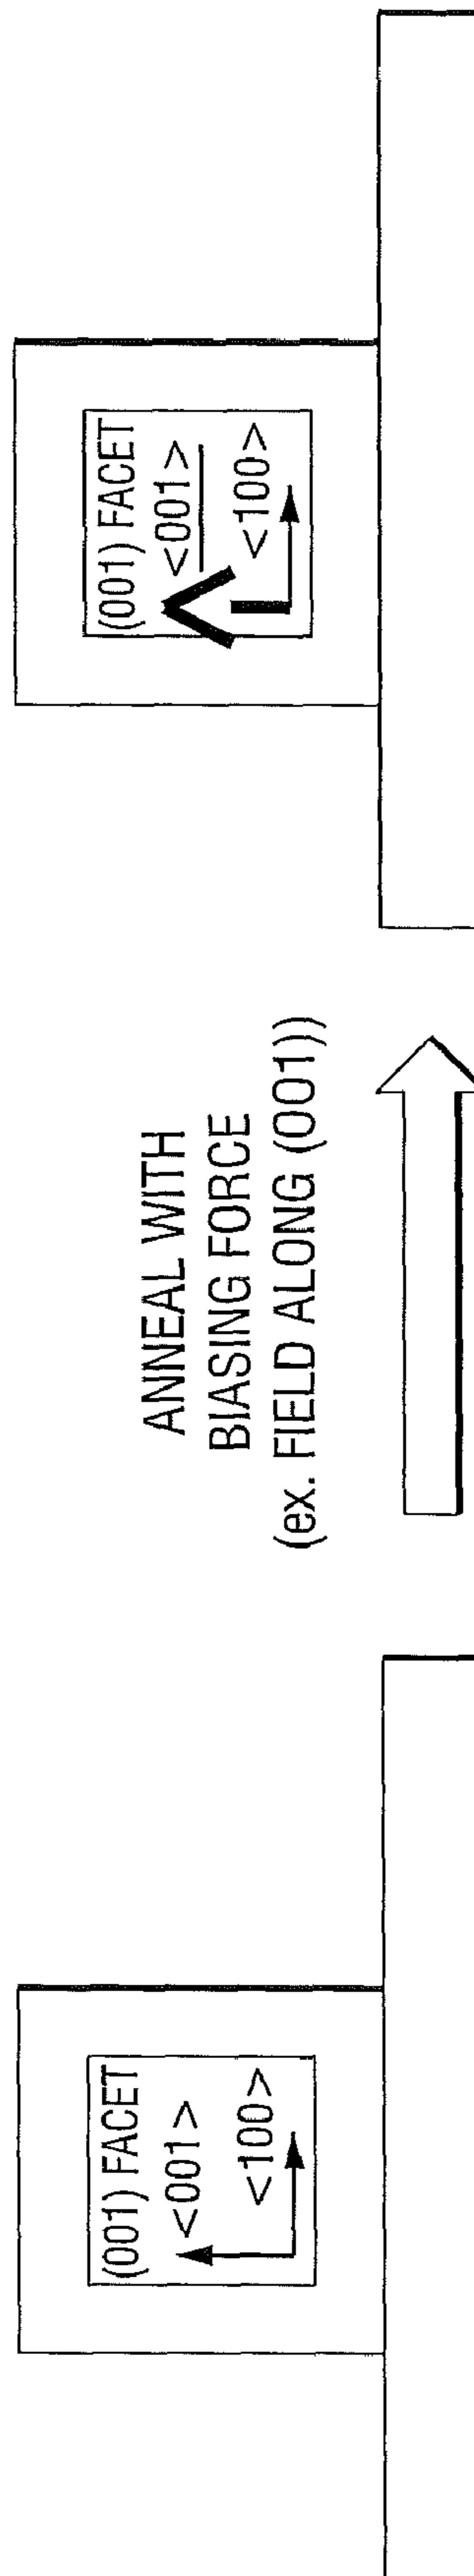 (001) FACET
<001>
<100>
ANNEAL WITH
BIASING FORCE
(ex. FIELD ALONG (001))
(001) FACET
<001>
<100>